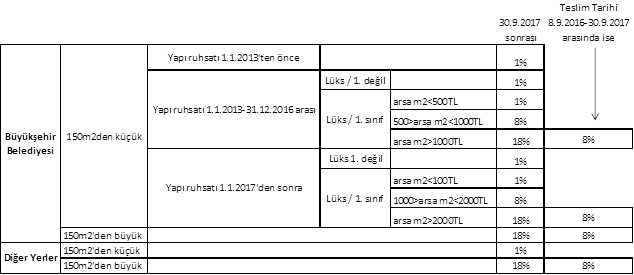 Teslim Tarihi
30.9.2017 8.9.2016-30.9.2017
sonrası arasında ise
Yapı ruhsatı 1.1.2013'ten önce 1%
Lüks / 1. değil 1%
Yapı ruhsatı 1.1.2013-31.12.2016 arası Lüks / 1. sınıf arsa m2<500TL 1%
500>arsa m2<1000TL 8%
arsa m2>1000TL 18% 8%
Büyükşehir Belediyesi 150m2den küçük
Lüks 1. değil 1%
Yapı ruhsatı 1.1.2017'den sonra Lüks / 1. sınıf arsa m2<100TL 1%
1000>arsa m2<2000TL 8%
arsa m2>2000TL 18% 8%
150m2'den büyük 18% 8%
Diğer Yerler 150m2'den küçük 1%
150m2'den büyük 18% 8%